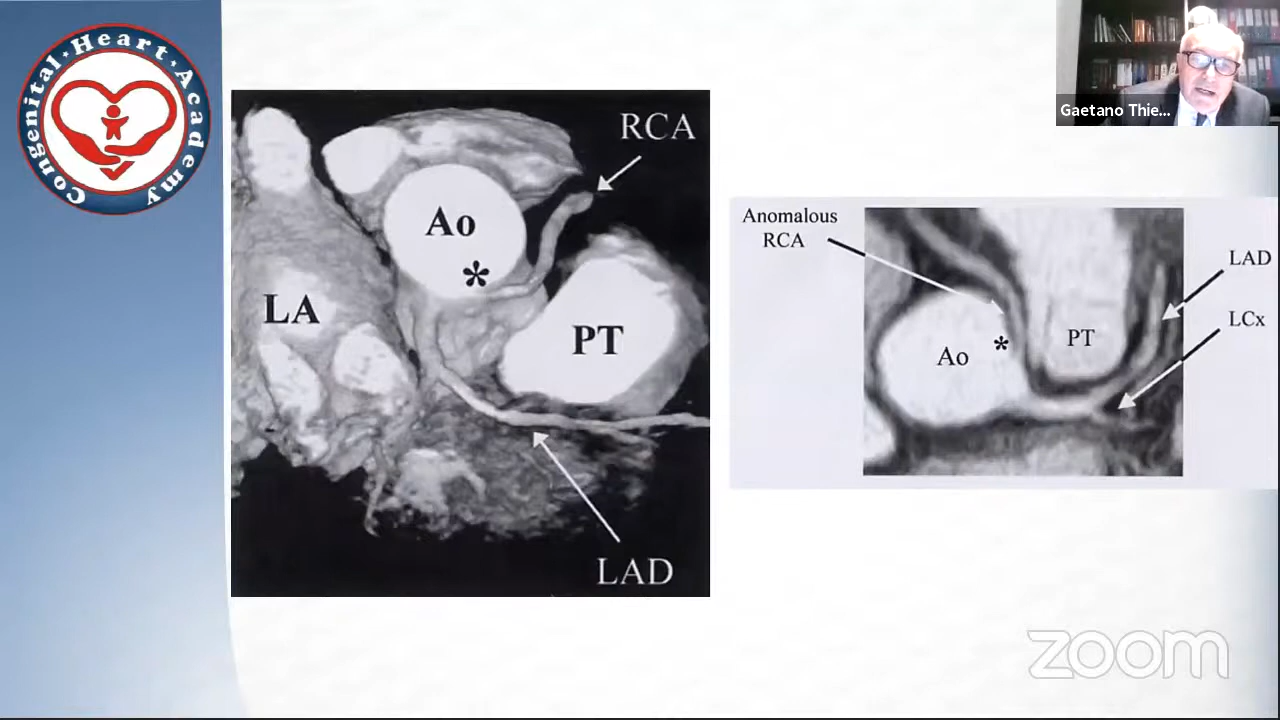 Congenital · Heart · Academy
Gaetano Thie...
RCA
Ao
*
LA
PT
LAD
Anomalous
RCA
LAD
LCx
PT
*
Ao
zoom